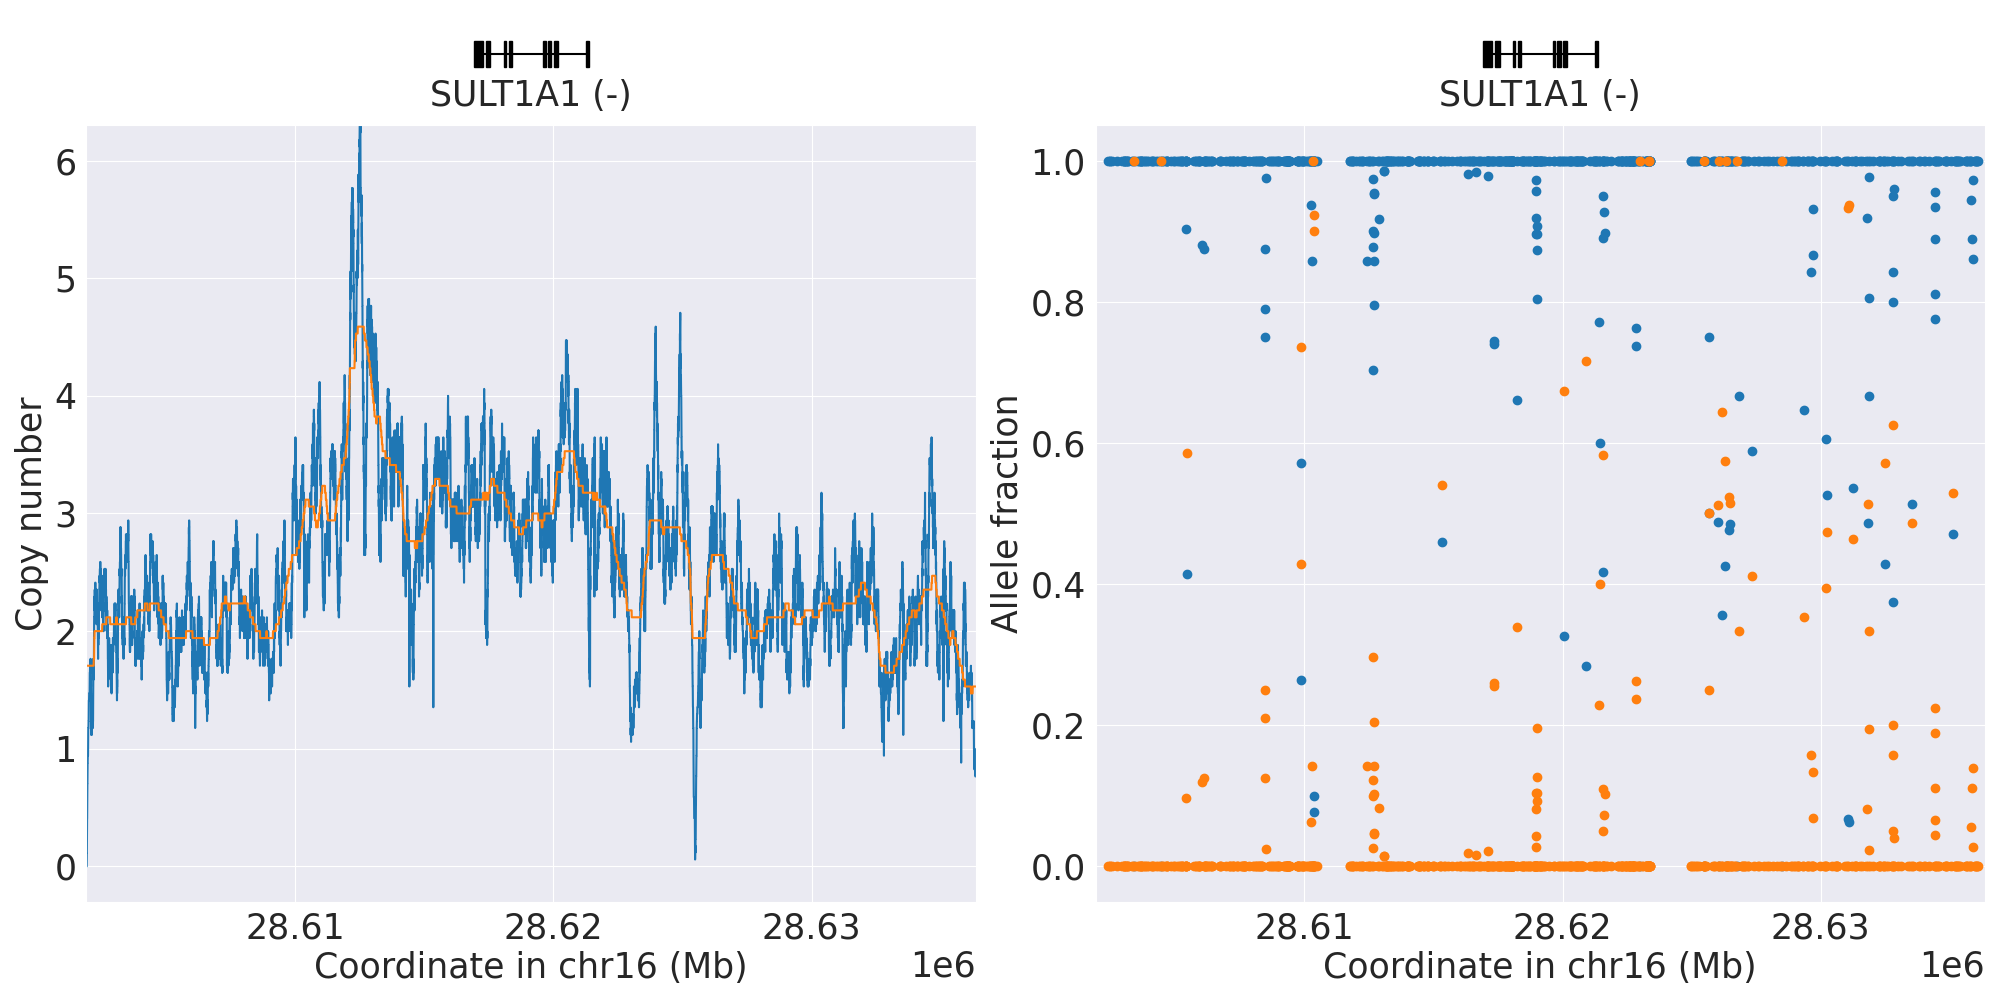 SULT1A1 (-)
Copy number
6
5
4
3
2
1
0
28.61
28.62
28.63
Coordinate in chr16 (Mb)
1e6
SULT1A1 (-)
Allele fraction
1.0
0.8
0.6
0.4
0.2
0.0
28.61
28.62
28.63
Coordinate in chr16 (Mb)
1e6